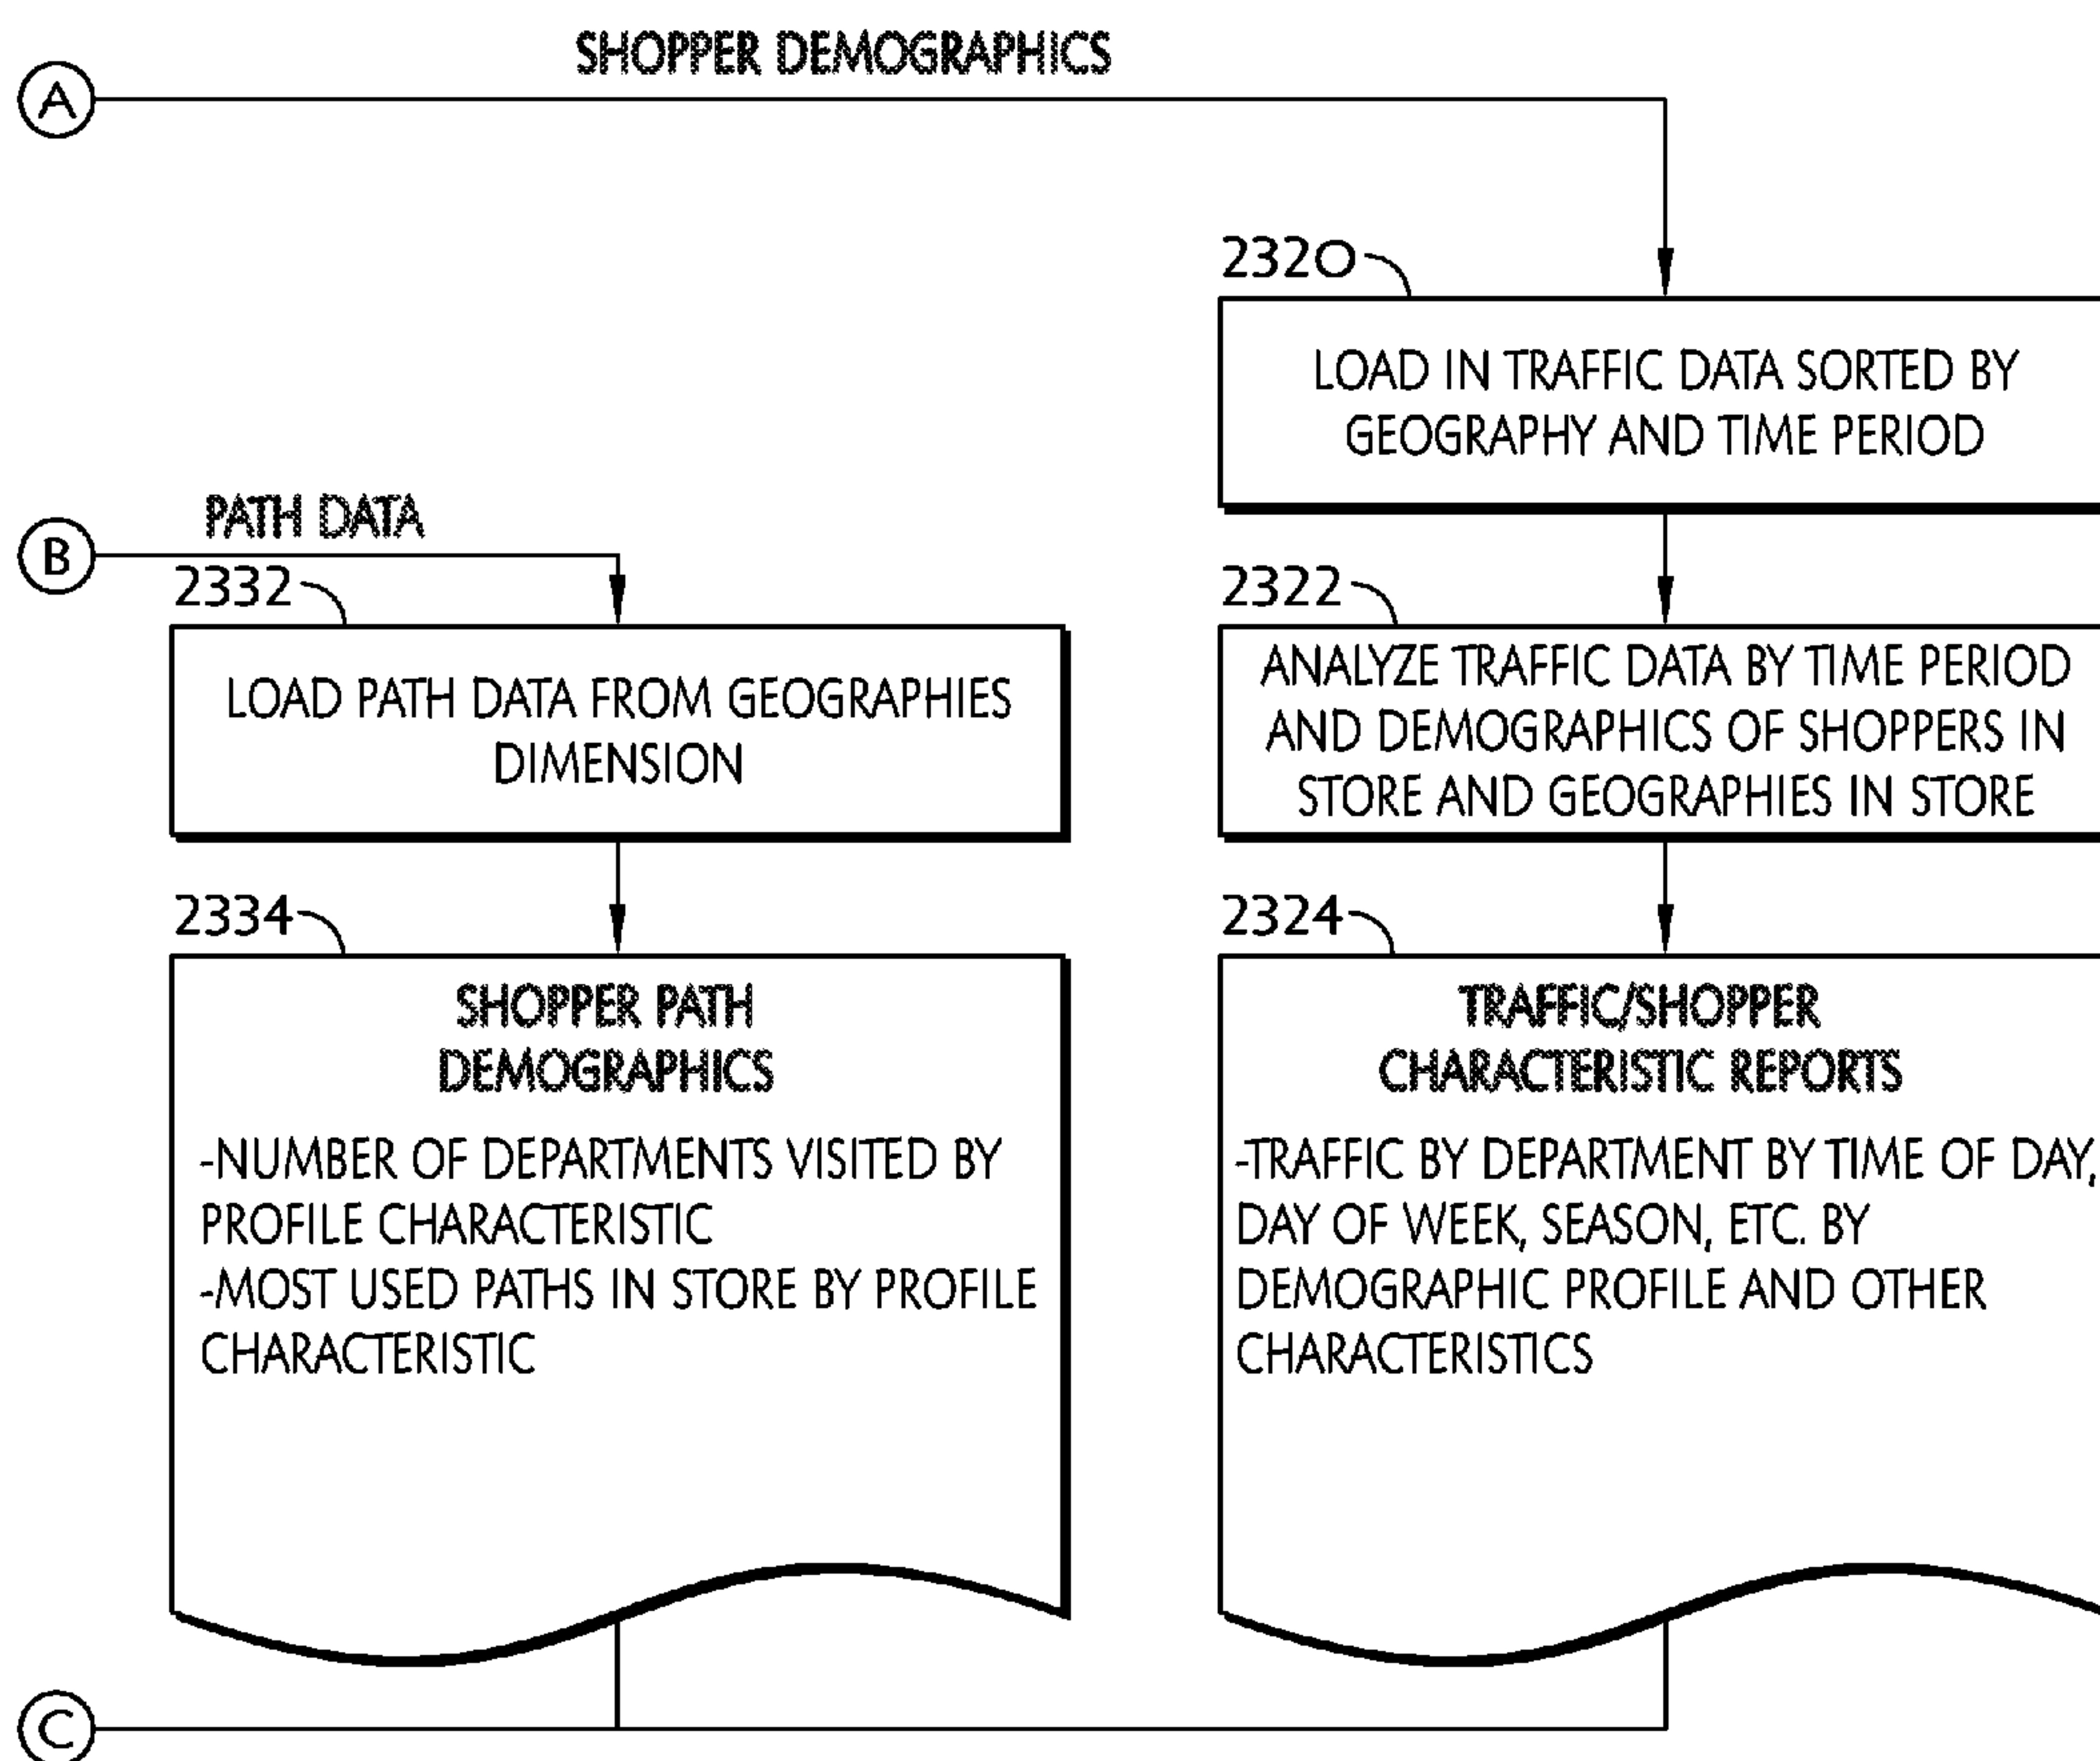 SHOPPER DEMOGRAPHICS
A
2320
LOAD IN TRAFFIC DATA SORTED BY
GEOGRAPHY AND TIME PERIOD
PATH DATA
B
2332
LOAD PATH DATA FROM GEOGRAPHIES
DIMENSION
2322
ANALYZE TRAFFIC DATA BY TIME PERIOD
AND DEMOGRAPHICS OF SHOPPERS IN
STORE AND GEOGRAPHIES IN STORE
2334
SHOPPER PATH
DEMOGRAPHICS
-NUMBER OF DEPARTMENTS VISITED BY
PROFILE CHARACTERISTIC
-MOST USED PATHS IN STORE BY PROFILE
CHARACTERISTIC
2324
TRAFFIC/SHOPPER
CHARACTERISTIC REPORTS
-TRAFFIC BY DEPARTMENT BY TIME OF DAY,
DAY OF WEEK, SEASON, ETC. BY
DEMOGRAPHIC PROFILE AND OTHER
CHARACTERISTICS
C